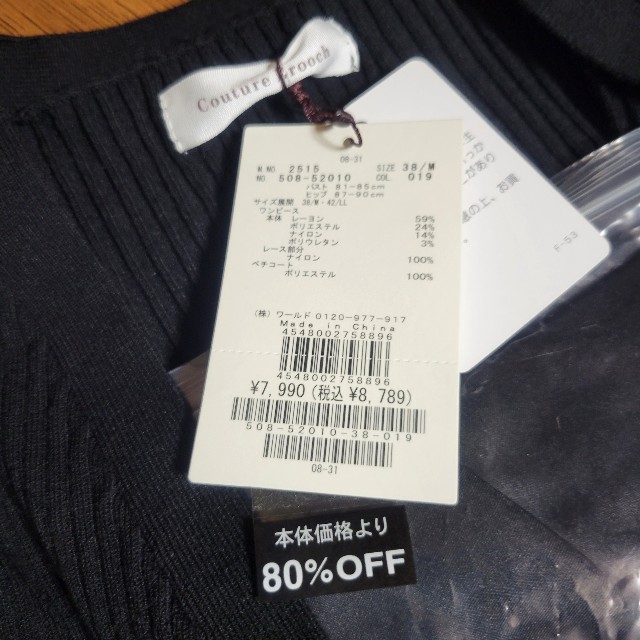 Couture Brooch
08-31
W.NO. 2515 SIZE 38/M
NO. 508-52010 COL. 019
バスト 81-85cm
ヒップ 87-90cm
サイズ展開 38/M-42/LL
ワンピース
本体 レーヨン 59%
ポリエステル 24%
ナイロン 14%
ポリウレタン 3%
レース部分
ナイロン 100%
ペチコート
ポリエステル 100%
(株) ワールド 0120-977-917
Made in China
4548002758896
4548002758896
¥7,990(税込 ¥8,789)
508-52010-38-019
08-31
F-53
本体価格より
80%OFF